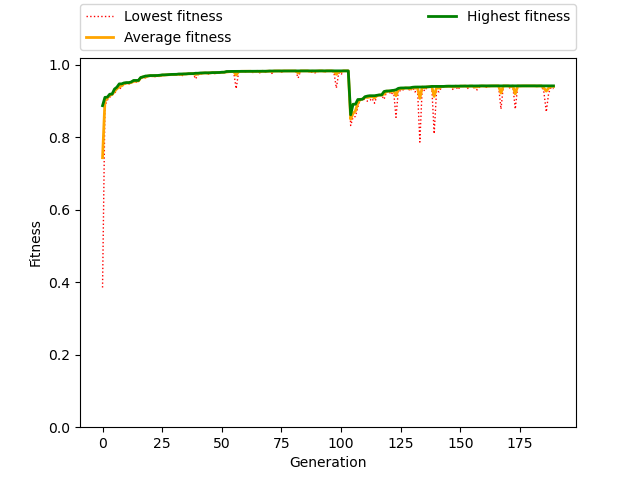 Lowest fitness
Average fitness
Highest fitness
1.0
0.8
0.6
0.4
0.2
0.0
Fitness
0 25 50 75 100 125 150 175
Generation